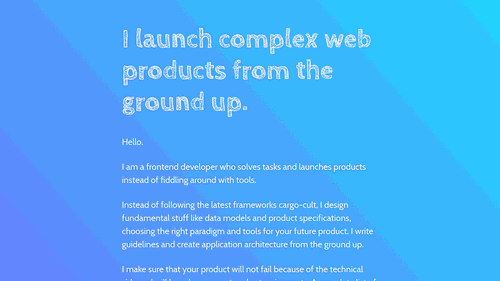 I launch complex web
products from the
ground up.
Hello.
I am a frontend developer who solves tasks and launches products
instead of fiddling around with tools.
Instead of following the latest frameworks cargo-cult, I design
fundamental stuff like data models and product specifications,
choosing the right paradigm and tools for your future product. I write
guidelines and create application architecture from the ground up.
I make sure that your product will not fail because of the technical